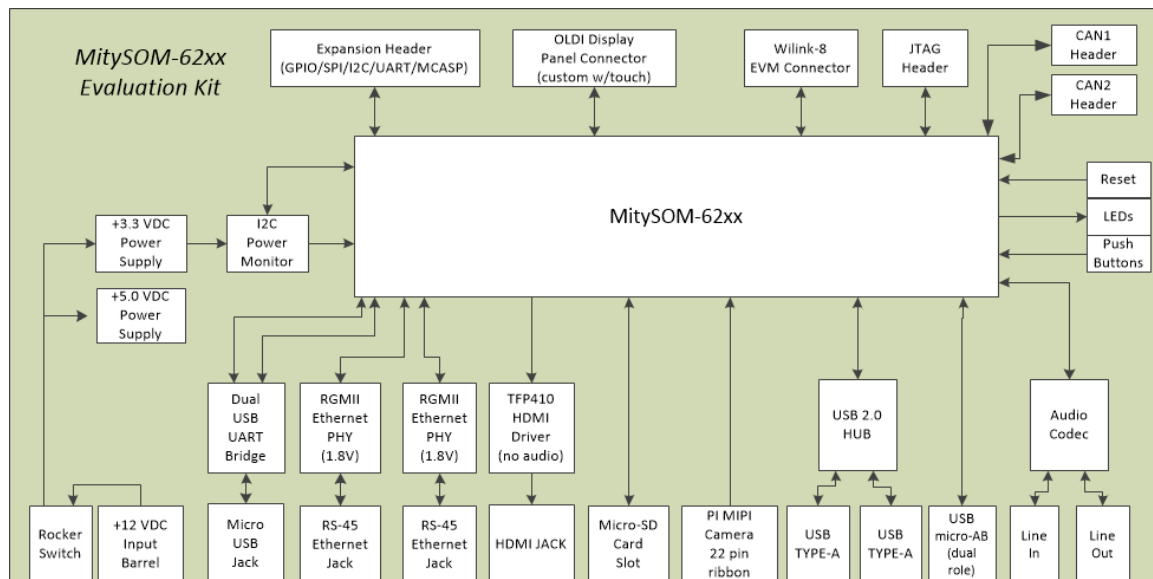 MitySOM-62xx
Evaluation Kit
Expansion Header
(GPIO/SPI/I2C/UART/MCASP)
OLDI Display
Panel Connector
(custom w/touch)
Wilink-8
EVM Connector
JTAG
Header
CAN1
Header
CAN2
Header
MitySOM-62xx
Reset
LEDs
Push
Buttons
+3.3 VDC
Power
Supply
I2C
Power
Monitor
+5.0 VDC
Power
Supply
Dual
USB
UART
Bridge
RGMII
Ethernet
PHY
(1.8V)
RGMII
Ethernet
PHY
(1.8V)
TFP410
HDMI
Driver
(no audio)
USB 2.0
HUB
Audio
Codec
Rocker
Switch
+12 VDC
Input
Barrel
Micro
USB
Jack
RS-45
Ethernet
Jack
RS-45
Ethernet
Jack
HDMI JACK
Micro-SD
Card
Slot
PI MIPI
Camera
22 pin
ribbon
USB
TYPE-A
USB
TYPE-A
USB
micro-AB
(dual
role)
Line
In
Line
Out